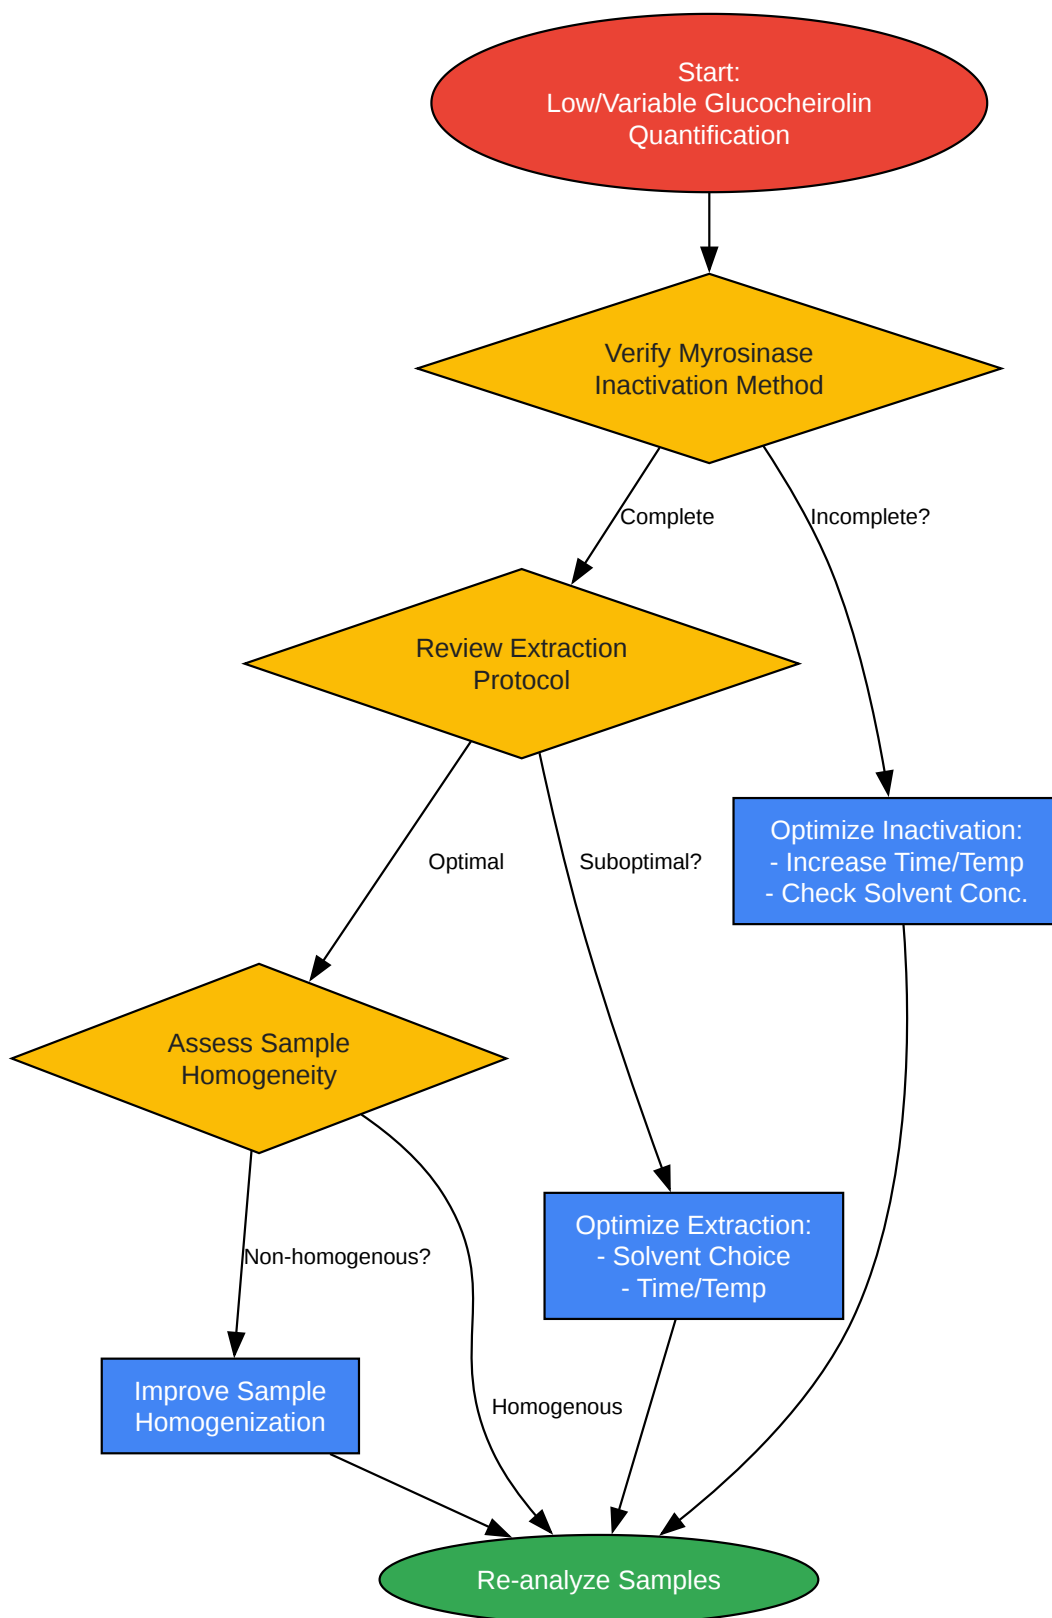 Start:
Low/Variable Glucocheirolin
Quantification
Verify Myrosinase
Inactivation Method
Complete
Incomplete?
Review Extraction
Protocol
Optimize Inactivation:
- Increase Time/Temp
- Check Solvent Conc.
Optimal
Suboptimal?
Assess Sample
Homogeneity
Optimize Extraction:
- Solvent Choice
- Time/Temp
Non-homogenous?
Improve Sample
Homogenization
Homogenous
Re-analyze Samples